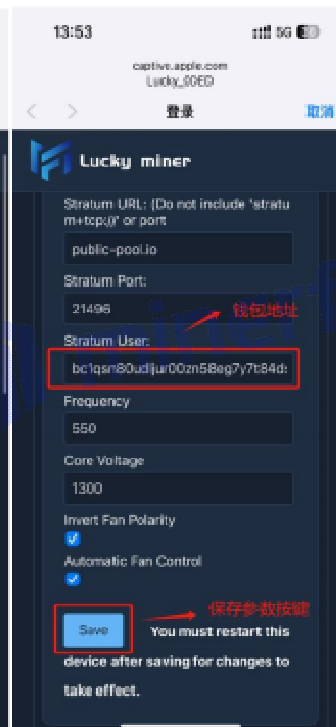 13:53
5G
captive.apple.com
登录
取消
Lucky miner
Stratum URL: (Do not include 'stratu
m+tcp://' or port
public-pool.io
Stratum Port:
21496
钱包地址
Stratum User:
Frequency
550
Core Voltage
1300
Invert Fan Polarity
Automatic Fan Control
保存参数按键
Save
You must restart this
device after saving for changes to
take effect.